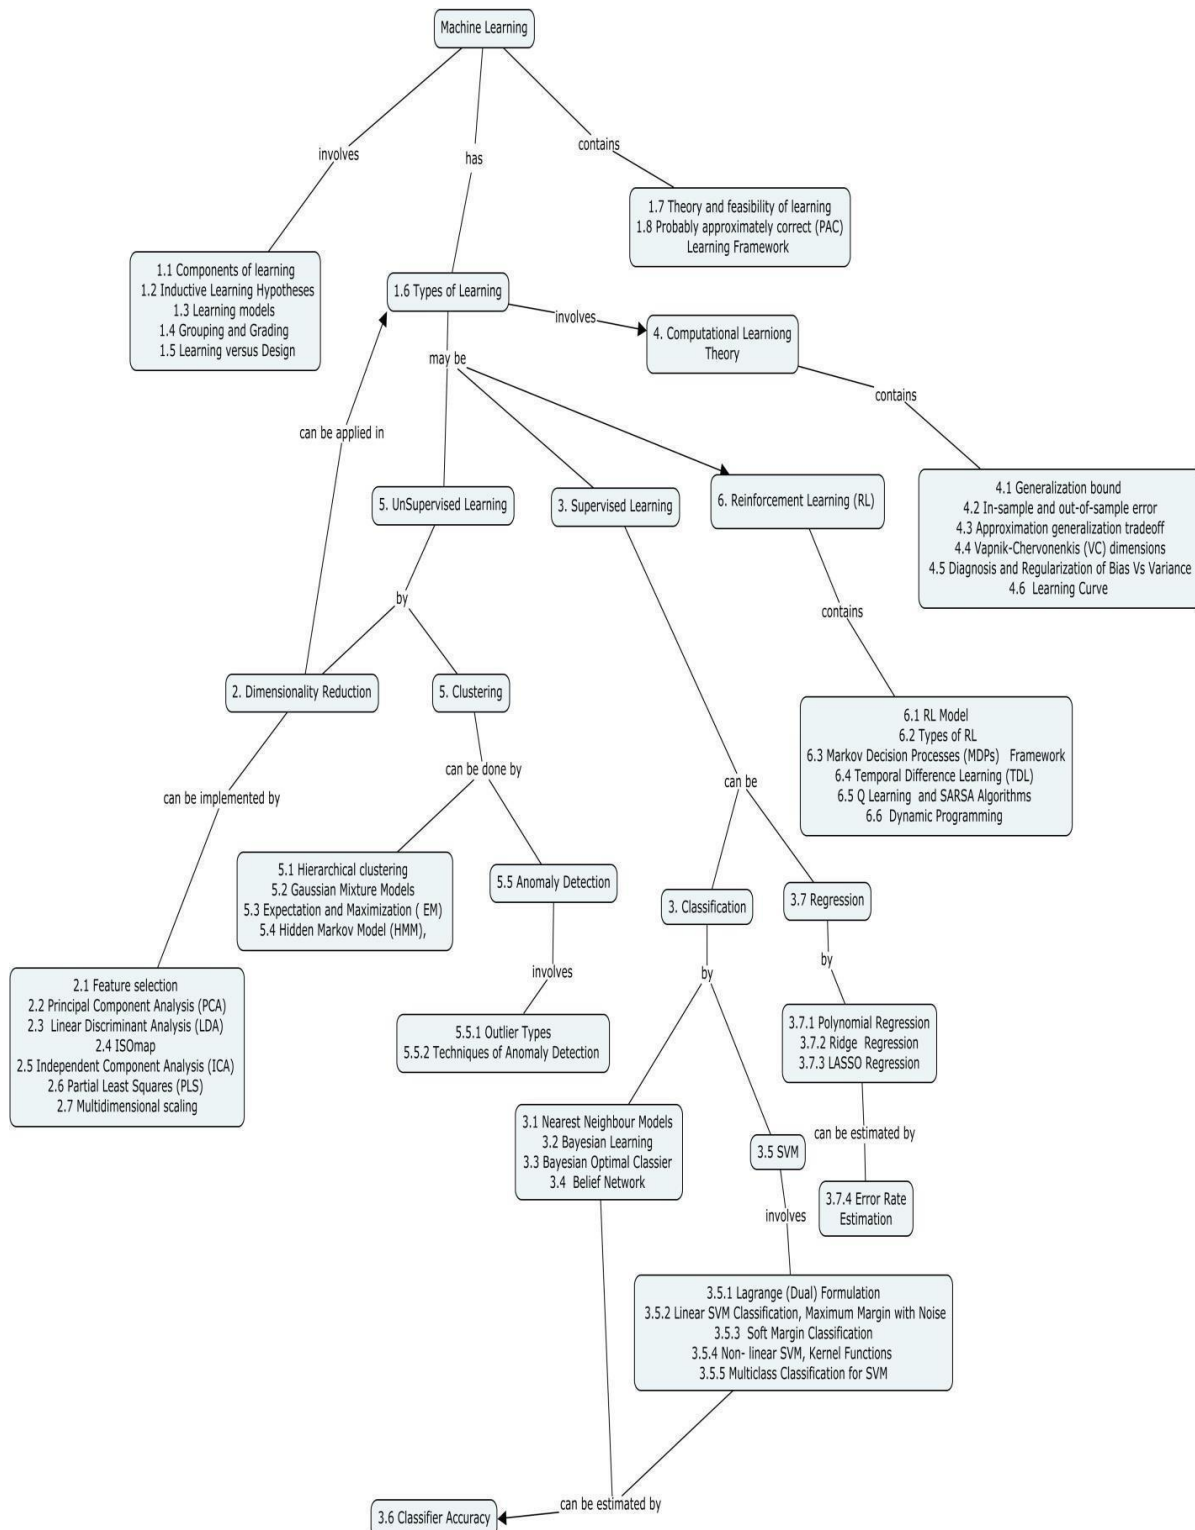 Machine Learning
involves
has
contains
1.7 Theory and feasibility of learning
1.8 Probably approximately correct (PAC)
Learning Framework
1.1 Components of learning
1.2 Inductive Learning Hypotheses
1.3 Learning models
1.4 Grouping and Grading
1.5 Learning versus Design
1.6 Types of Learning
involves
4. Computational Learniong
Theory
may be
contains
can be applied in
5. UnSupervised Learning
3. Supervised Learning
6. Reinforcement Learning (RL)
4.1 Generalization bound
4.2 In-sample and out-of-sample error
4.3 Approximation generalization tradeoff
4.4 Vapnik-Chervonenkis (VC) dimensions
4.5 Diagnosis and Regularization of Bias Vs Variance
4.6 Learning Curve
by
contains
2. Dimensionality Reduction
5. Clustering
6.1 RL Model
6.2 Types of RL
6.3 Markov Decision Processes (MDPs) Framework
6.4 Temporal Difference Learning (TDL)
6.5 Q Learning and SARSA Algorithms
6.6 Dynamic Programming
can be implemented by
can be done by
can be
5.1 Hierarchical clustering
5.2 Gaussian Mixture Models
5.3 Expectation and Maximization ( EM)
5.4 Hidden Markov Model (HMM),
5.5 Anomaly Detection
3. Classification
3.7 Regression
involves
by
by
2.1 Feature selection
2.2 Principal Component Analysis (PCA)
2.3 Linear Discriminant Analysis (LDA)
2.4 ISOmap
2.5 Independent Component Analysis (ICA)
2.6 Partial Least Squares (PLS)
2.7 Multidimensional scaling
5.5.1 Outlier Types
5.5.2 Techniques of Anomaly Detection
3.7.1 Polynomial Regression
3.7.2 Ridge Regression
3.7.3 LASSO Regression
3.1 Nearest Neighbour Models
3.2 Bayesian Learning
3.3 Bayesian Optimal Classier
3.4 Belief Network
3.5 SVM
can be estimated by
involves
3.7.4 Error Rate
Estimation
3.5.1 Lagrange (Dual) Formulation
3.5.2 Linear SVM Classification, Maximum Margin with Noise
3.5.3 Soft Margin Classification
3.5.4 Non- linear SVM, Kernel Functions
3.5.5 Multiclass Classification for SVM
can be estimated by
3.6 Classifier Accuracy